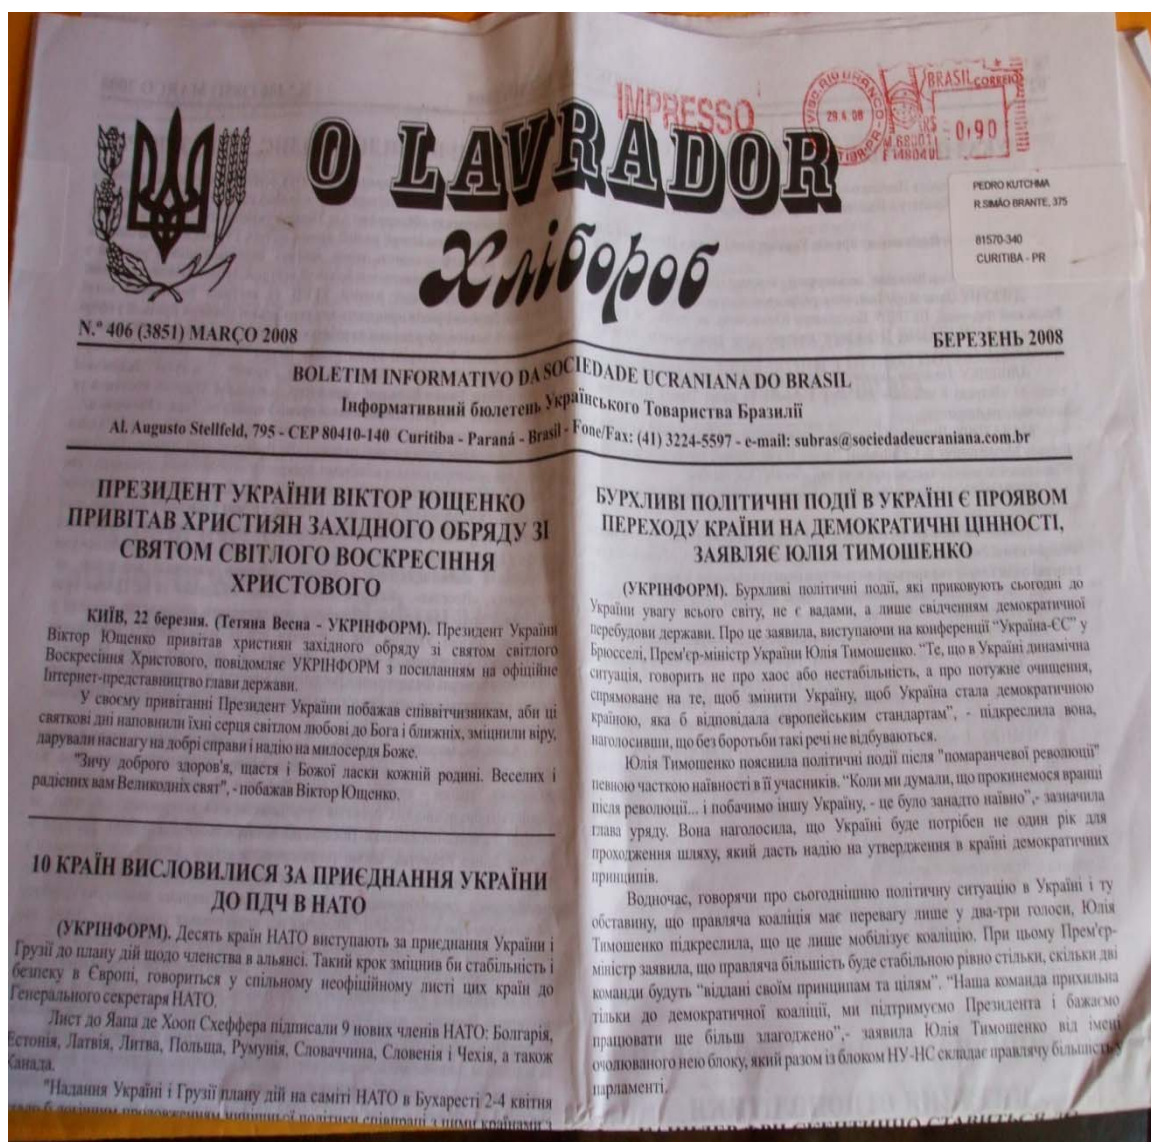 IMPRESSO
29.4.08
BRASIL CORREIOS
0,90
O LAVRADOR
Хлібороб
PEDRO KUTCHMA
R.SIMÃO BRANTE, 375
81570-340
CURITIBA - PR
N.º 406 (3851) MARÇO 2008
БЕРЕЗЕНЬ 2008
BOLETIM INFORMATIVO DA SOCIEDADE UCRANIANA DO BRASIL
Інформативний бюлетень Українського Товариства Бразилії
Al. Augusto Stellfeld, 795 - CEP 80410-140 Curitiba - Paraná - Brasil - Fone/Fax: (41) 3224-5597 - e-mail: subras@sociedadeucraniana.com.br
ПРЕЗИДЕНТ УКРАЇНИ ВІКТОР ЮЩЕНКО
ПРИВІТАВ ХРИСТИЯН ЗАХІДНОГО ОБРЯДУ ЗІ
СВЯТОМ СВІТЛОГО ВОСКРЕСІННЯ
ХРИСТОВОГО
КИЇВ, 22 березня. (Тетяна Весна - УКРІНФОРМ). Президент України
Віктор Ющенко привітав християн західного обряду зі святом світлого
Воскресіння Христового, повідомляє УКРІНФОРМ з посиланням на офіційне
Інтернет-представництво глави держави.
У своєму привітанні Президент України побажав співвітчизникам, аби ці
святкові дні наповнили їхні серця світлом любові до Бога і ближніх, зміцнили віру,
дарували наснагу на добрі справи і надію на милосердя Боже.
"Зичу доброго здоров'я, щастя і Божої ласки кожній родині. Веселих і
радісних вам Великодніх свят", - побажав Віктор Ющенко.
10 КРАЇН ВИСЛОВИЛИСЯ ЗА ПРИЄДНАННЯ УКРАЇНИ
ДО ПДЧ В НАТО
(УКРІНФОРМ). Десять країн НАТО виступають за приєднання України і
Грузії до плану дій щодо членства в альянсі. Такий крок зміцнив би стабільність і
безпеку в Європі, говориться у спільному неофіційному листі цих країн до
Генерального секретаря НАТО.
Лист до Яапа де Хооп Схеффера підписали 9 нових членів НАТО: Болгарія,
Естонія, Латвія, Литва, Польща, Румунія, Словаччина, Словенія і Чехія, а також
Канада.
"Надання Україні і Грузії плану дій на саміті НАТО в Бухаресті 2-4 квітня
БУРХЛИВІ ПОЛІТИЧНІ ПОДІЇ В УКРАЇНІ Є ПРОЯВОМ
ПЕРЕХОДУ КРАЇНИ НА ДЕМОКРАТИЧНІ ЦІННОСТІ,
ЗАЯВЛЯЄ ЮЛІЯ ТИМОШЕНКО
(УКРІНФОРМ). Бурхливі політичні події, які приковують сьогодні до
України увагу всього світу, не є вадами, а лише свідченням демократичної
перебудови держави. Про це заявила, виступаючи на конференції “Україна-ЄС” у
Брюсселі, Прем'єр-міністр України Юлія Тимошенко. “Те, що в Україні динамічна
ситуація, говорить не про хаос або нестабільність, а про потужне очищення,
спрямоване на те, щоб змінити Україну, щоб Україна стала демократичною
країною, яка б відповідала європейським стандартам”, - підкреслила вона,
наголосивши, що без боротьби такі речі не відбуваються.
Юлія Тимошенко пояснила політичні події після "помаранчевої революції"
певною часткою наївності в її учасників. “Коли ми думали, що прокинемося вранці
після революції... і побачимо іншу Україну, - це було занадто наївно”,- зазначила
глава уряду. Вона наголосила, що Україні буде потрібен не один рік для
проходження шляху, який дасть надію на утвердження в країні демократичних
принципів.
Водночас, говорячи про сьогоднішню політичну ситуацію в Україні і ту
обставину, що правляча коаліція має перевагу лише у два-три голоси, Юлія
Тимошенко підкреслила, що це лише мобілізує коаліцію. При цьому Прем'єр-
міністр заявила, що правляча більшість буде стабільною рівно стільки, скільки дві
команди будуть “віддані своїм принципам та цілям”. “Наша команда прихильна
тільки до демократичної коаліції, ми підтримуємо Президента і бажаємо
працювати ще більш злагоджено”,- заявила Юлія Тимошенко від імені
очолюваного нею блоку, який разом із блоком НУ-НС складає правлячу більшість у
парламенті.